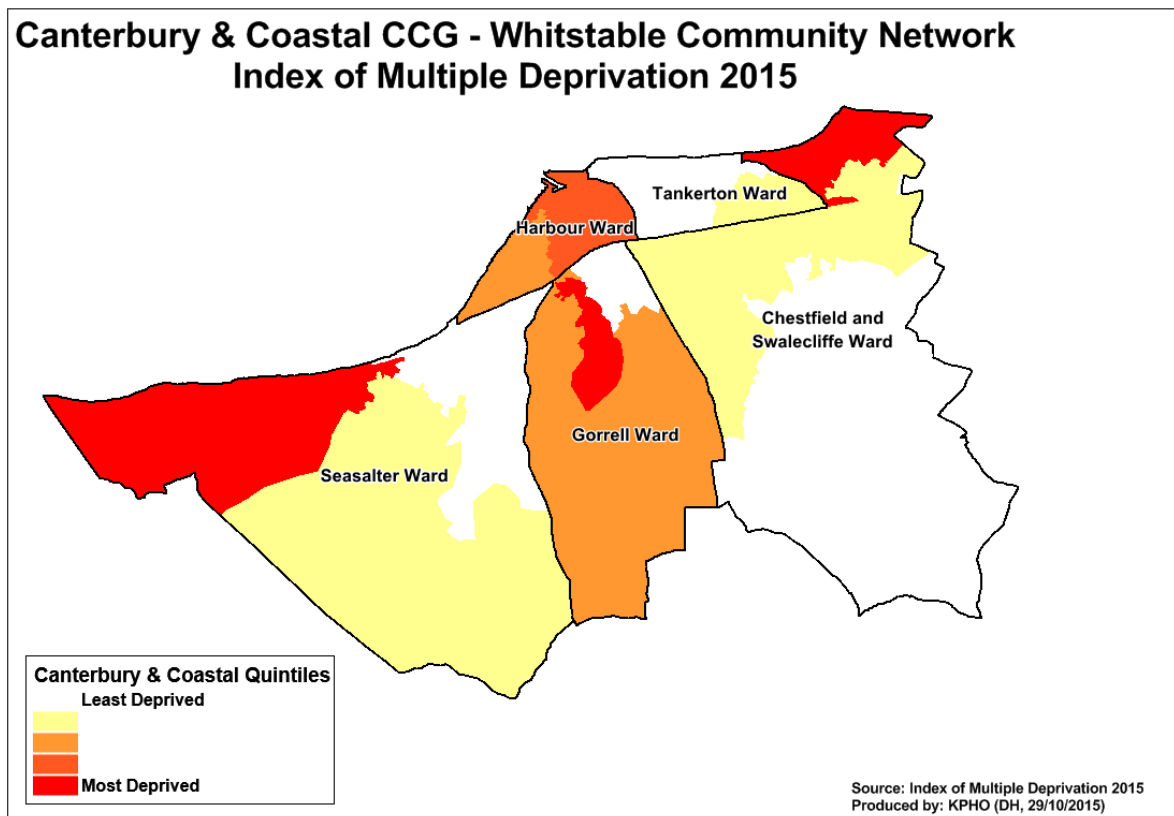 Canterbury & Coastal CCG - Whitstable Community Network
Index of Multiple Deprivation 2015
Tankerton Ward
Harbour Ward
Chestfield and
Swalecliffe Ward
Gorrell Ward
Seasalter Ward
Canterbury & Coastal Quintiles
Least Deprived
Most Deprived
Source: Index of Multiple Deprivation 2015
Produced by: KPHO (DH, 29/10/2015)